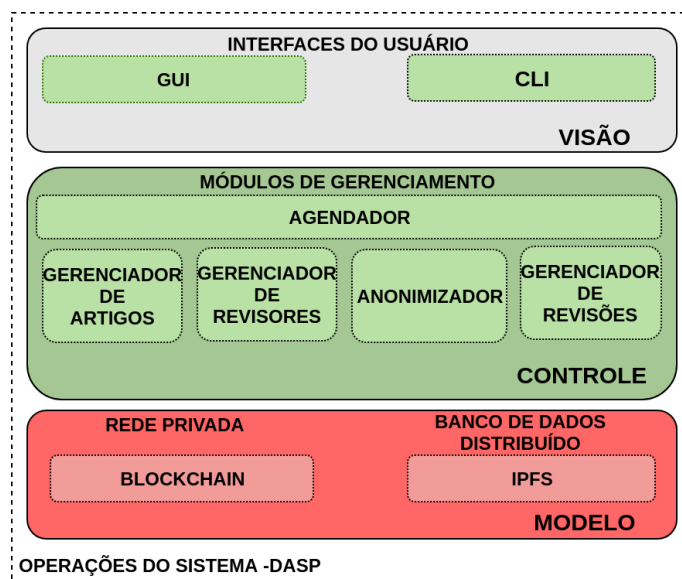 INTERFACES DO USUÁRIO
GUI
CLI
VISÃO
MÓDULOS DE GERENCIAMENTO
AGENDADOR
GERENCIADOR
DE
ARTIGOS
GERENCIADOR
DE
REVISORES
ANONIMIZADOR
GERENCIADOR
DE
REVISÕES
CONTROLE
REDE PRIVADA
BANCO DE DADOS
DISTRIBUÍDO
BLOCKCHAIN
IPFS
MODELO
OPERAÇÕES DO SISTEMA -DASP